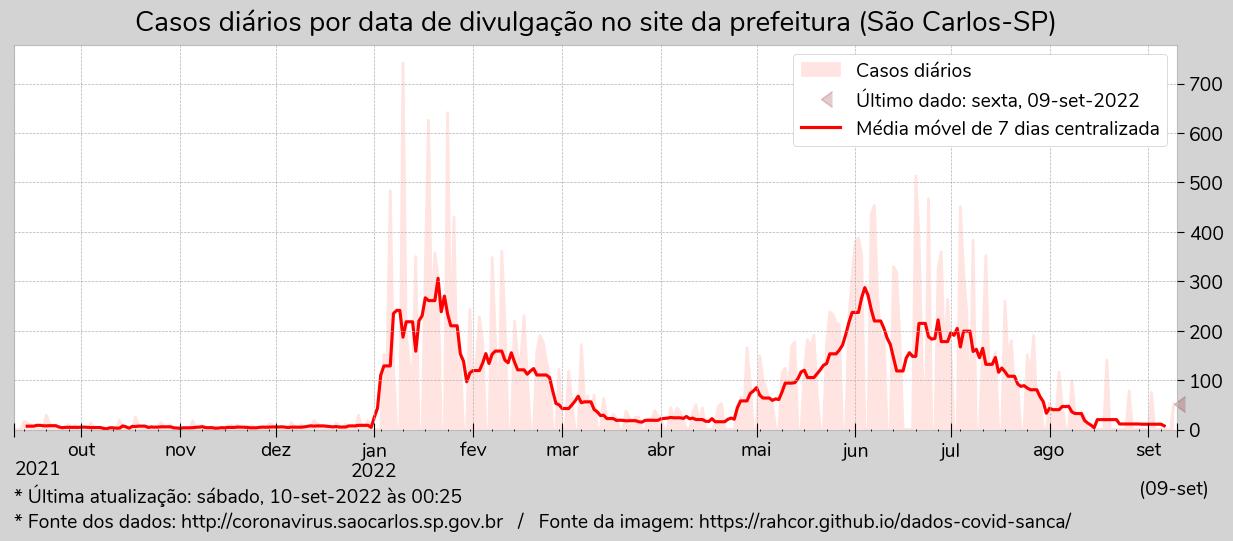 Casos diários por data de divulgação no site da prefeitura (São Carlos-SP)
Casos diários
Último dado: sexta, 09-set-2022
Média móvel de 7 dias centralizada
700
600
500
400
300
200
100
0
out nov dez jan fev mar abr mai jun jul ago set
2021 2022
(09-set)
* Última atualização: sábado, 10-set-2022 às 00:25
* Fonte dos dados: http://coronavirus.saocarlos.sp.gov.br / Fonte da imagem: https://rahcor.github.io/dados-covid-sanca/